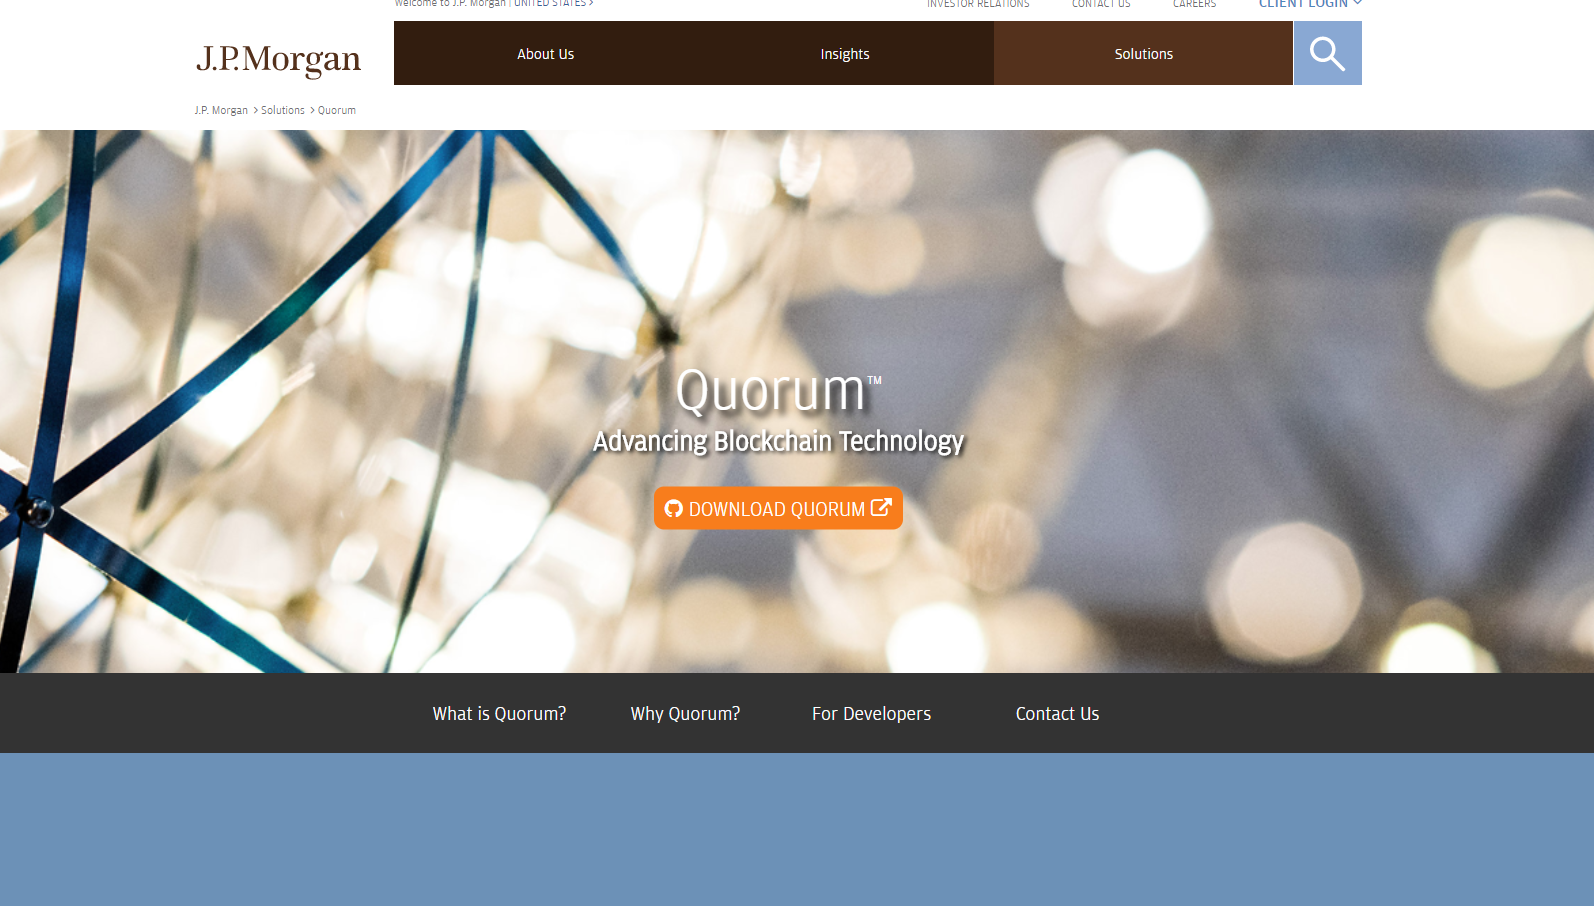 Welcome to J.P. Morgan | UNITED STATES >
INVESTOR RELATIONS
CONTACT US
CAREERS
CLIENT LOGIN
J.P.Morgan
About Us
Insights
Solutions
J.P. Morgan > Solutions > Quorum
Quorum™
Advancing Blockchain Technology
DOWNLOAD QUORUM
What is Quorum?
Why Quorum?
For Developers
Contact Us